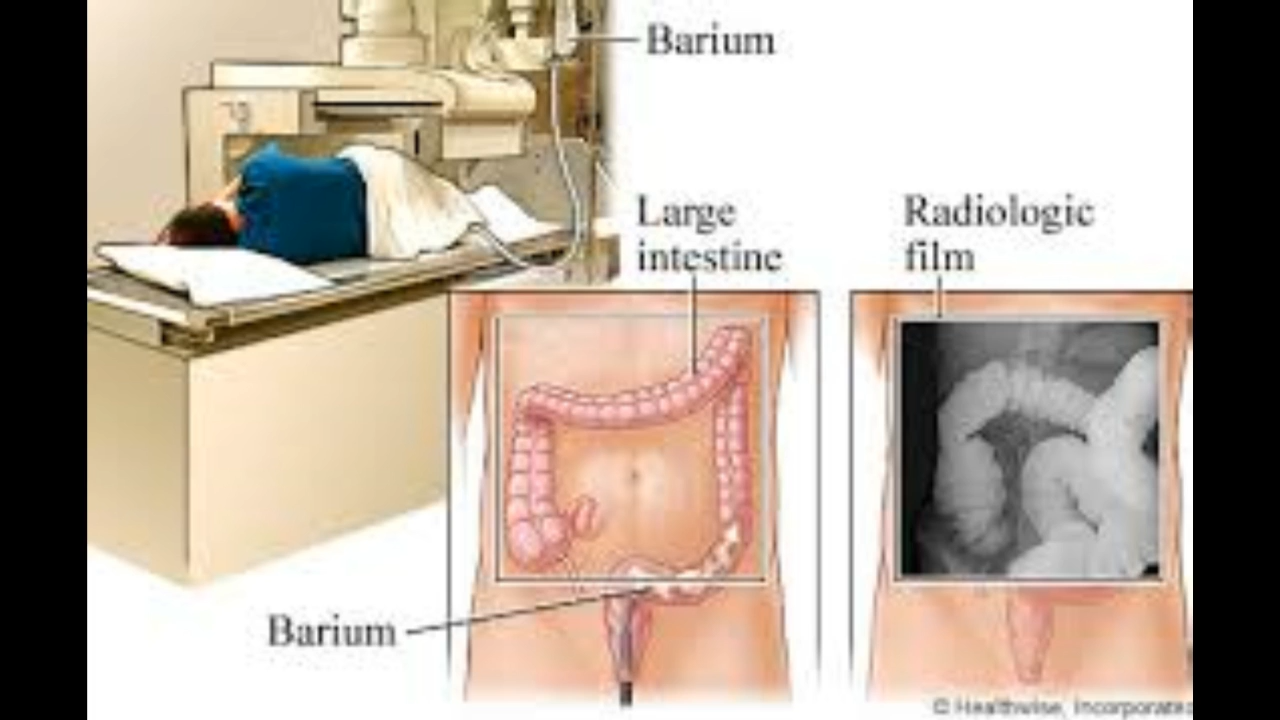 Barium
Large
intestine
Radiologic
film
Barium
© Healthwise, Incorporated